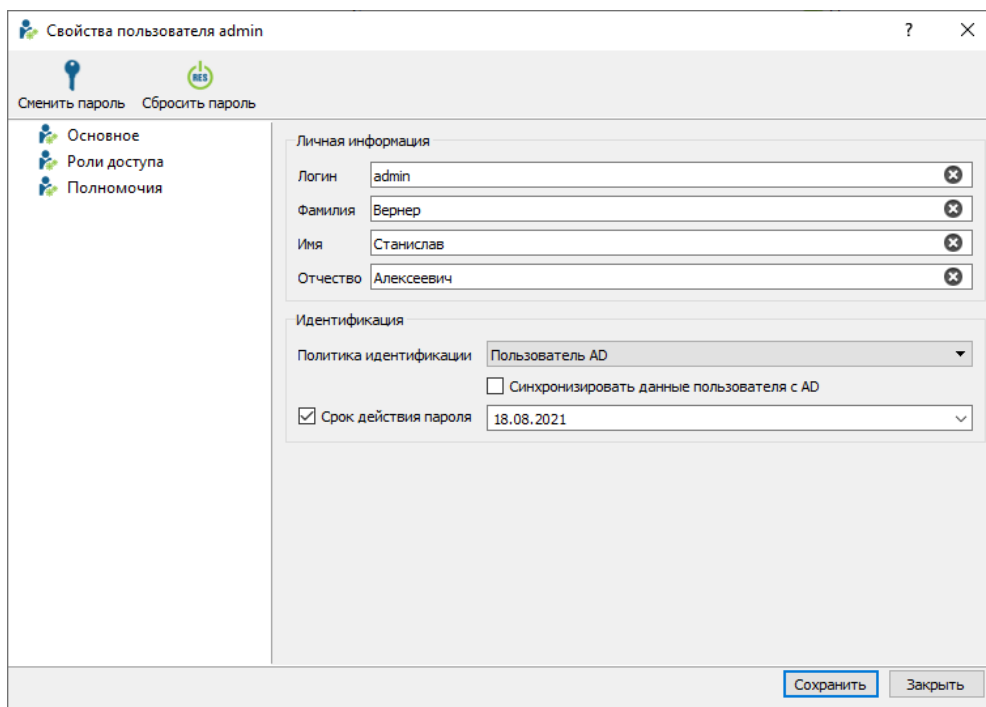 Свойства пользователя admin
?
RES
Сменить пароль Сбросить пароль
Основное
Роли доступа
Полномочия
Личная информация
Логин admin
Фамилия Вернер
Имя Станислав
Отчество Алексеевич
Идентификация
Политика идентификации Пользователь AD
Синхронизировать данные пользователя с AD
Срок действия пароля 18.08.2021
Сохранить Закрыть